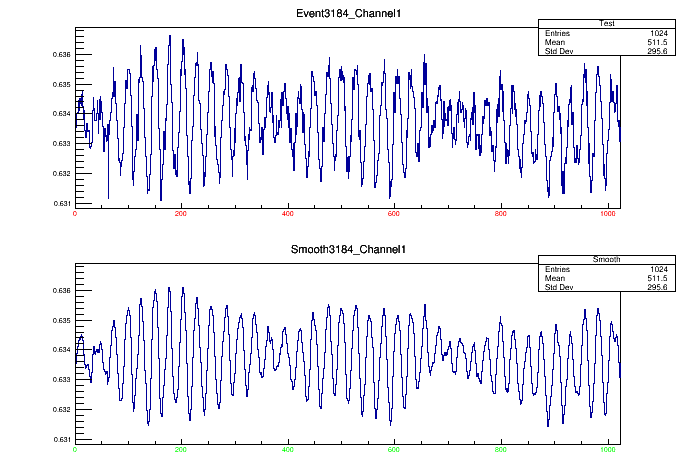 Event3184_Channel1
Test
Entries 1024
Mean 511.5
Std Dev 295.6
0.636
0.635
0.634
0.633
0.632
0.631
0 200 400 600 800 1000
Smooth3184_Channel1
Smooth
Entries 1024
Mean 511.5
Std Dev 295.6
0.636
0.635
0.634
0.633
0.632
0.631
0 200 400 600 800 1000